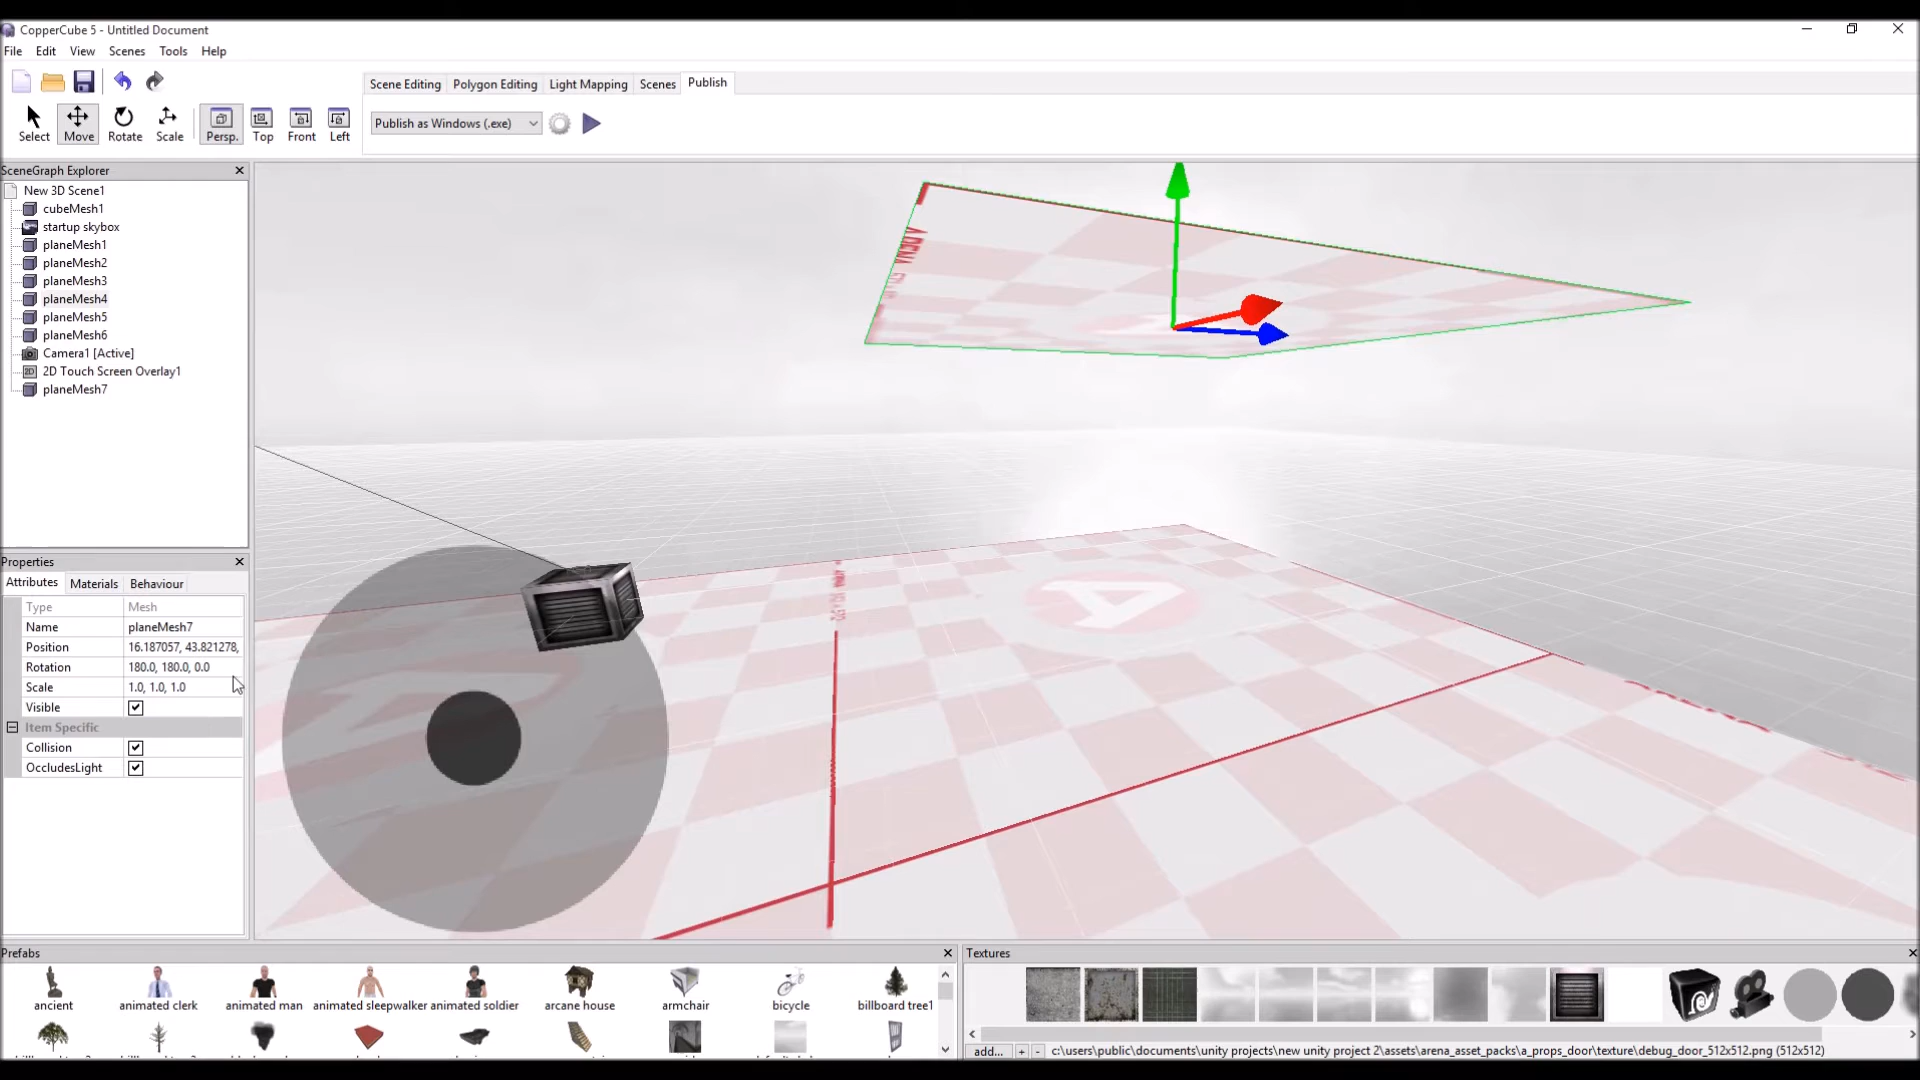 CopperCube 5 - Untitled Document
File Edit View Scenes Tools Help
Scene Editing Polygon Editing Light Mapping Scenes Publish
Select Move Rotate Scale Persp. Top Front Left
Publish as Windows (.exe)
SceneGraph Explorer
New 3D Scene1
cubeMesh1
startup skybox
planeMesh1
planeMesh2
planeMesh3
planeMesh4
planeMesh5
planeMesh6
Camera1 [Active]
2D Touch Screen Overlay1
planeMesh7
ARENA
A
Properties
Attributes Materials Behaviour
Type Mesh
Name planeMesh7
Position 16.187057, 43.821278,
Rotation 180.0, 180.0, 0.0
Scale 1.0, 1.0, 1.0
Visible
Item Specific
Collision
OccludesLight
Prefabs
ancient animated clerk animated man animated sleepwalker animated soldier arcane house armchair bicycle billboard tree1
Textures
add... + - c:\users\public\documents\unity projects\new unity project 2\assets\arena_asset_packs\a_props_door\texture\debug_door_512x512.png (512x512)